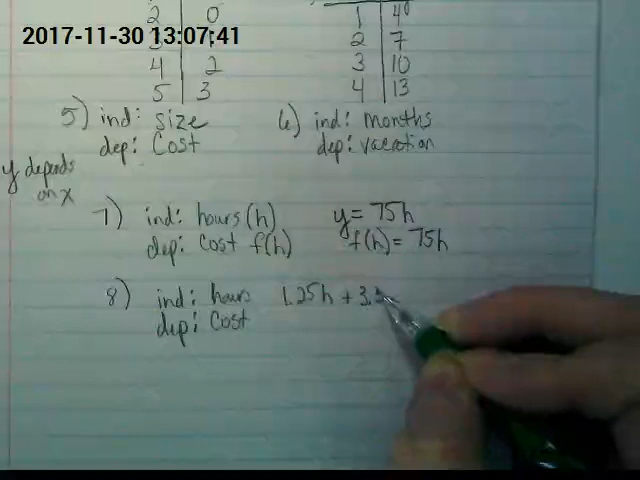 2 0
2017-11-30 13:07:41
4 2
5 3
1 4
2 7
3 10
4 13
5) ind: size
dep: Cost
6) ind: months
dep: vacation
y depends
on x
7) ind: hours (h)
dep: cost f(h)
y = 75h
f(h) = 75h
8) ind: hours 1.25h + 3.
dep: Cost